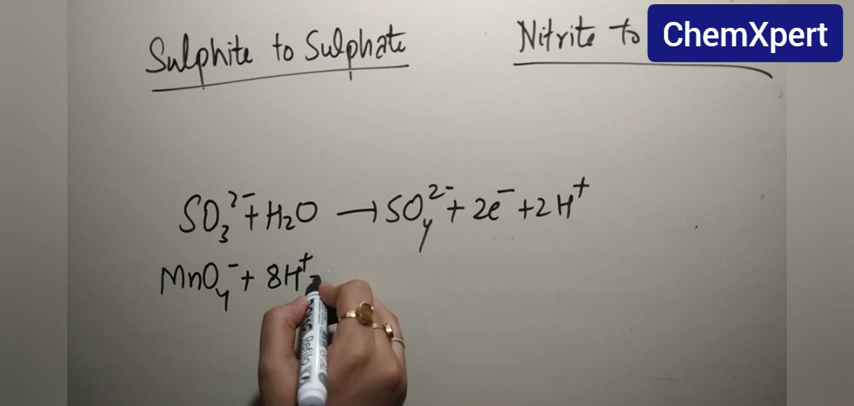 Sulphite to Sulphate
Nitrite to
ChemXpert
SO₃²⁻ + H₂O → SO₄²⁻ + 2e⁻ + 2H⁺
MnO₄⁻ + 8H⁺